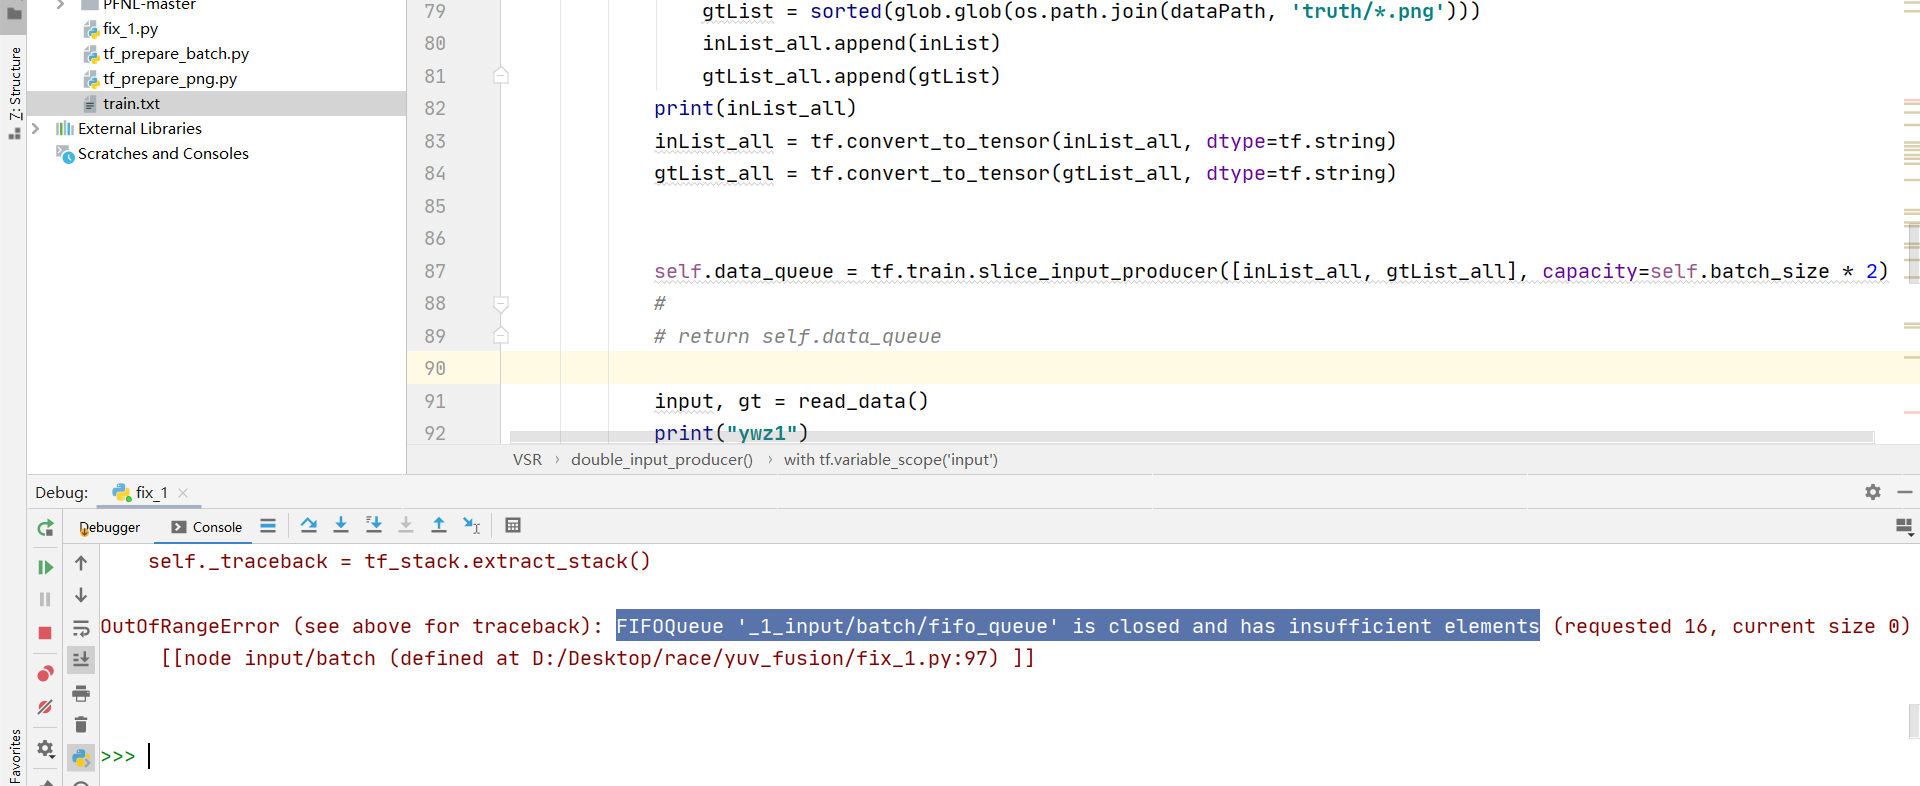 PFNL-master
fix_1.py
tf_prepare_batch.py
tf_prepare_png.py
train.txt
External Libraries
Scratches and Consoles
7: Structure
Favorites
79 gtList = sorted(glob.glob(os.path.join(dataPath, 'truth/*.png')))
80 inList_all.append(inList)
81 gtList_all.append(gtList)
82 print(inList_all)
83 inList_all = tf.convert_to_tensor(inList_all, dtype=tf.string)
84 gtList_all = tf.convert_to_tensor(gtList_all, dtype=tf.string)
85
86
87 self.data_queue = tf.train.slice_input_producer([inList_all, gtList_all], capacity=self.batch_size * 2)
88 #
89 # return self.data_queue
90
91 input, gt = read_data()
92 print("ywz1")
VSR › double_input_producer() › with tf.variable_scope('input')
Debug: fix_1
Debugger Console
self._traceback = tf_stack.extract_stack()
OutOfRangeError (see above for traceback): FIFOQueue '_1_input/batch/fifo_queue' is closed and has insufficient elements (requested 16, current size 0)
[[node input/batch (defined at D:/Desktop/race/yuv_fusion/fix_1.py:97) ]]
>>>